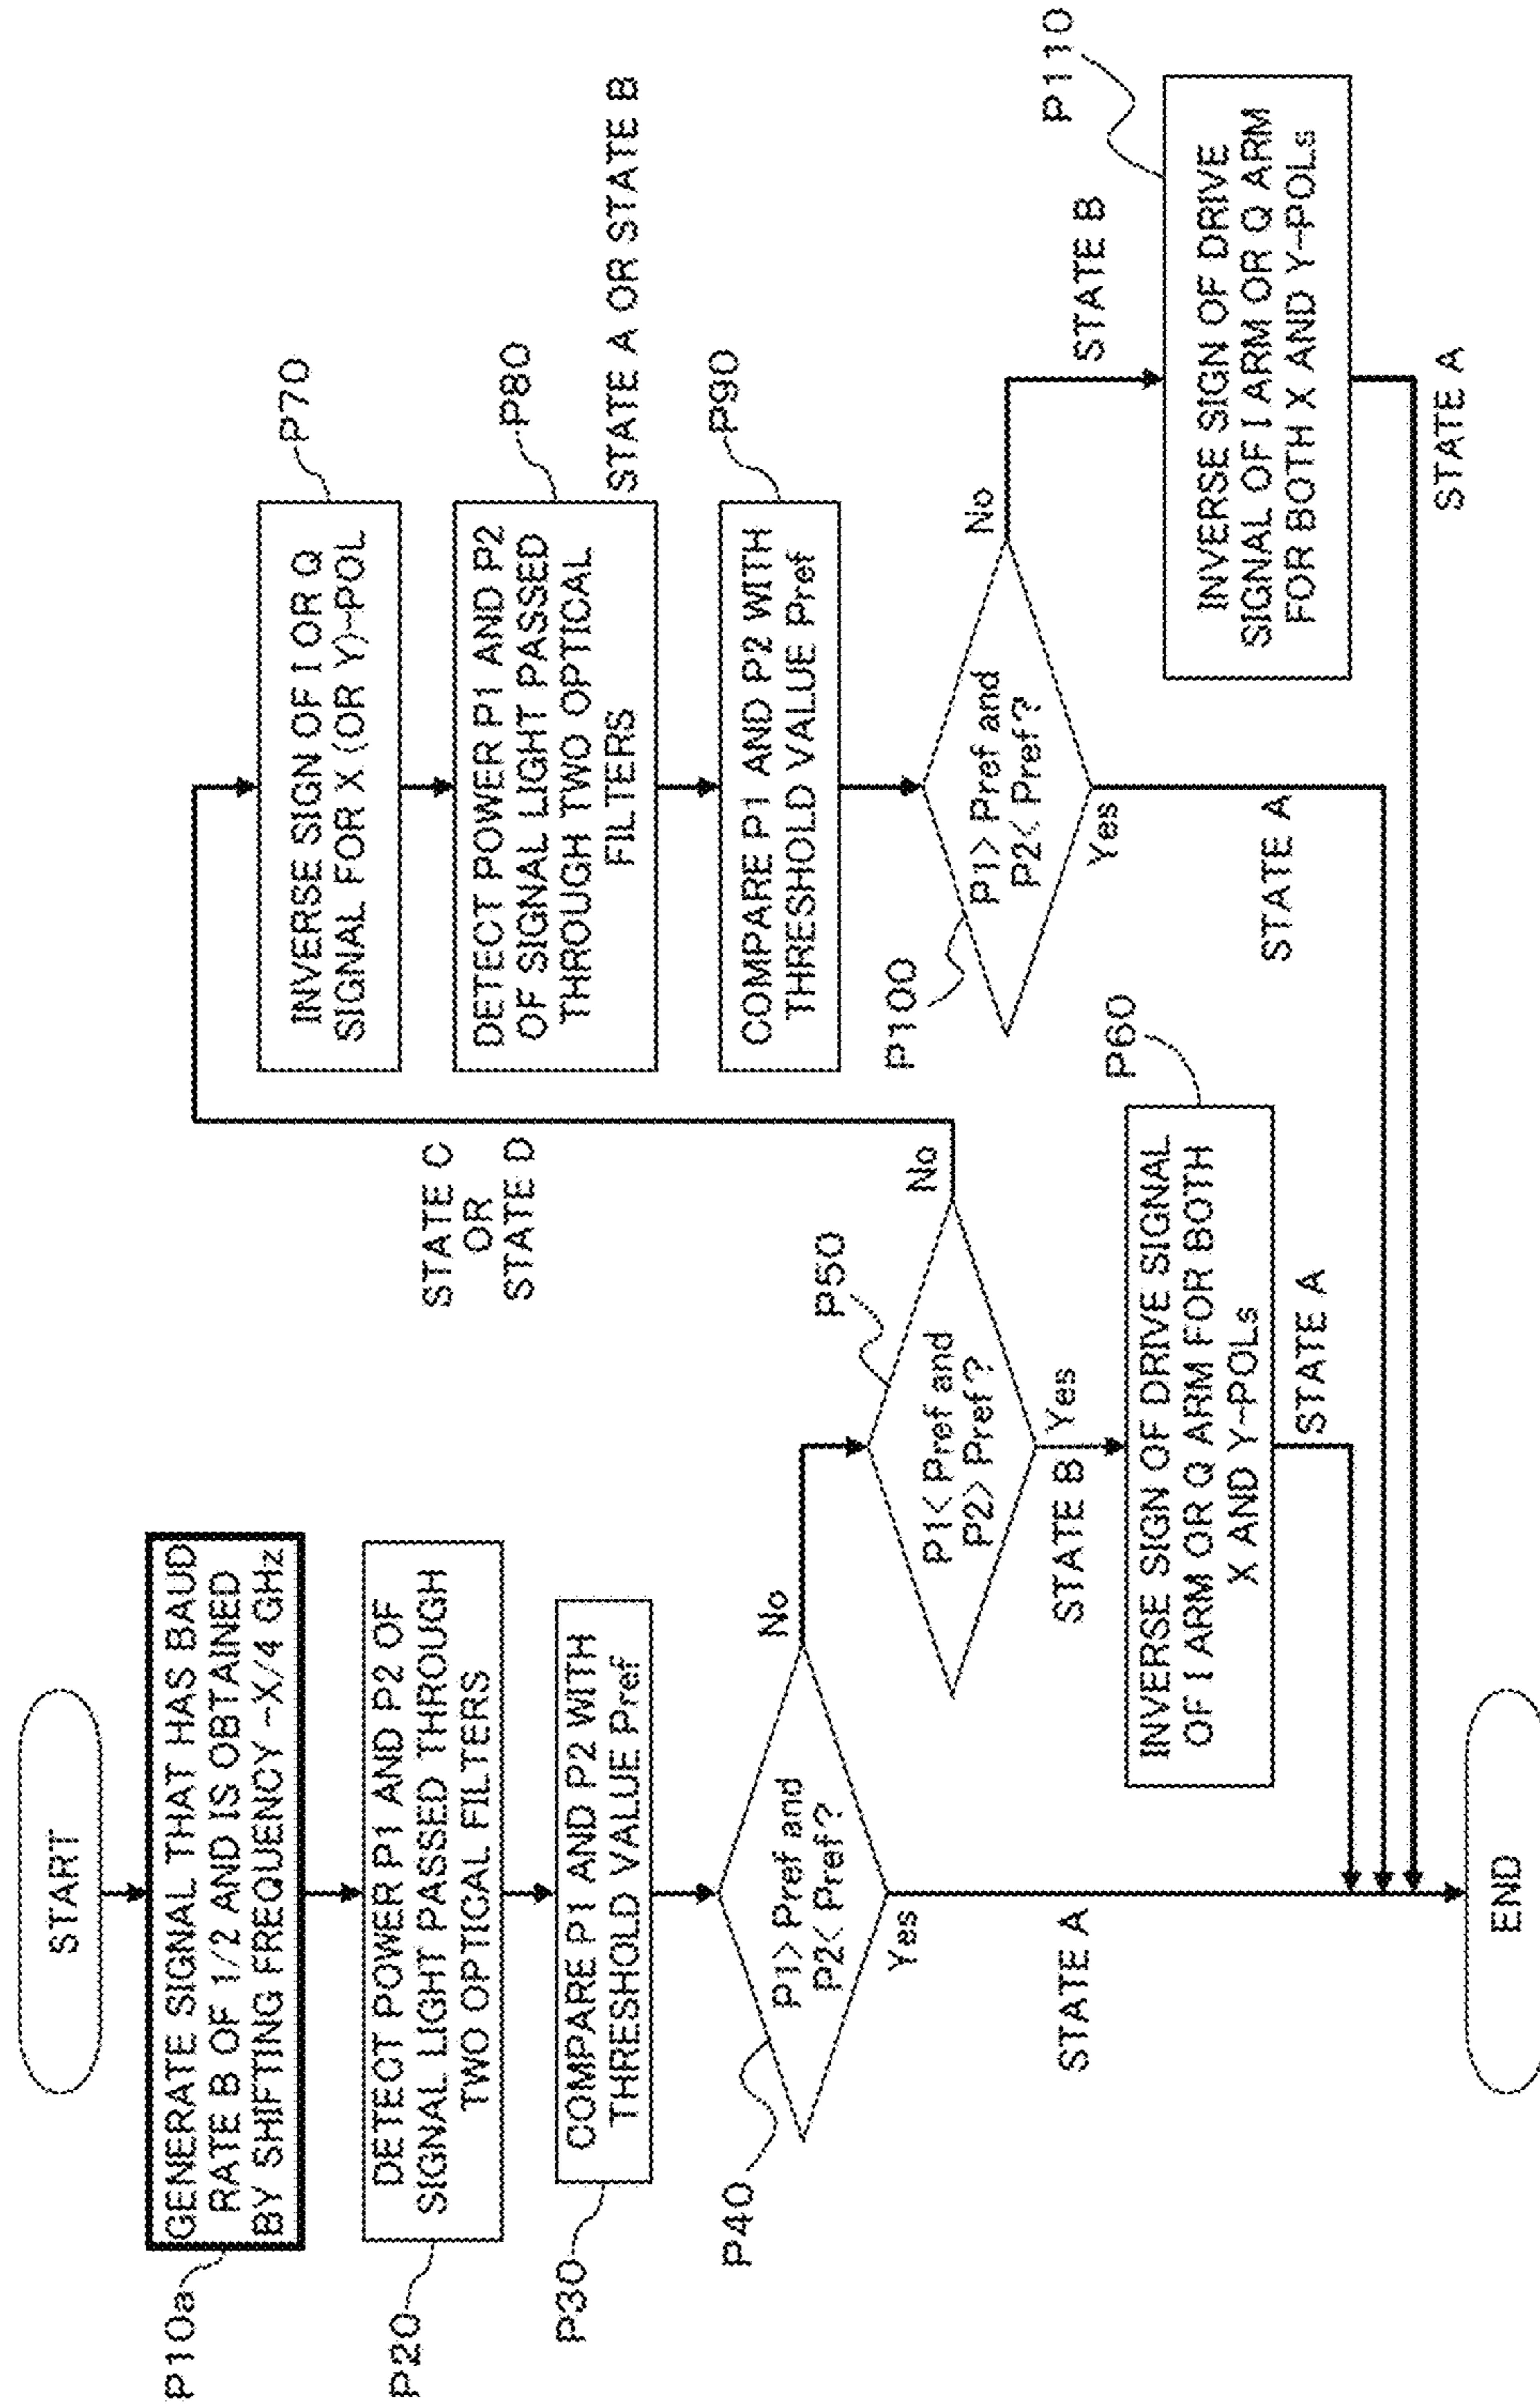 START
P10a
GENERATE SIGNAL THAT HAS BAUD
RATE B OF 1/2 AND IS OBTAINED
BY SHIFTING FREQUENCY -X/4 GHz
P20
DETECT POWER P1 AND P2 OF
SIGNAL LIGHT PASSED THROUGH
TWO OPTICAL FILTERS
P30
COMPARE P1 AND P2 WITH
THRESHOLD VALUE Pref
P40
P1> Pref and
P2< Pref?
No
Yes
STATE A
P50
P1< Pref and
P2> Pref?
No
STATE B
Yes
P60
INVERSE SIGN OF DRIVE SIGNAL
OF I ARM OR Q ARM FOR BOTH
X AND Y-POLs
STATE A
STATE C
OR
STATE D
P70
INVERSE SIGN OF I OR Q
SIGNAL FOR X (OR Y)-POL
P80
DETECT POWER P1 AND P2
OF SIGNAL LIGHT PASSED
THROUGH TWO OPTICAL
FILTERS
STATE A OR STATE B
P90
COMPARE P1 AND P2 WITH
THRESHOLD VALUE Pref
P100
P1> Pref and
P2< Pref?
No
Yes
STATE A
STATE B
P110
INVERSE SIGN OF DRIVE
SIGNAL OF I ARM OR Q ARM
FOR BOTH X AND Y-POLs
STATE A
END